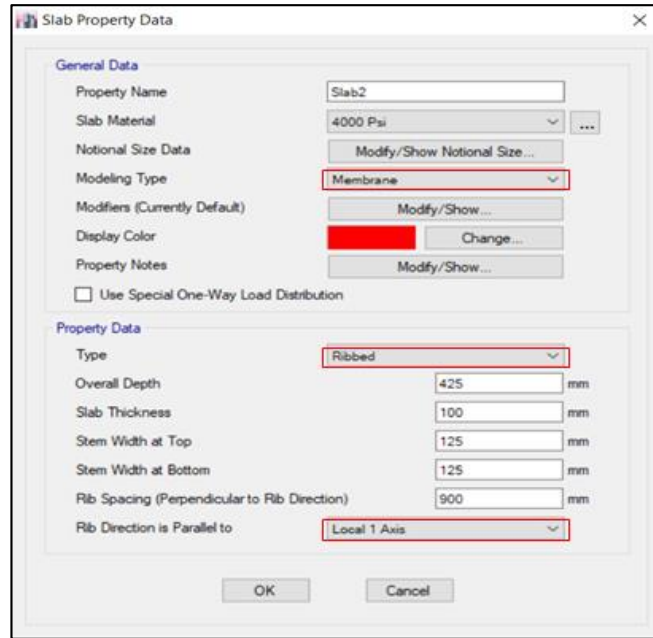 Slab Property Data
General Data
Property Name Slab2
Slab Material 4000 Psi ...
Notional Size Data Modify/Show Notional Size...
Modeling Type Membrane
Modifiers (Currently Default) Modify/Show...
Display Color Change...
Property Notes Modify/Show...
Use Special One-Way Load Distribution
Property Data
Type Ribbed
Overall Depth 425 mm
Slab Thickness 100 mm
Stem Width at Top 125 mm
Stem Width at Bottom 125 mm
Rib Spacing (Perpendicular to Rib Direction) 900 mm
Rib Direction is Parallel to Local 1 Axis
OK Cancel